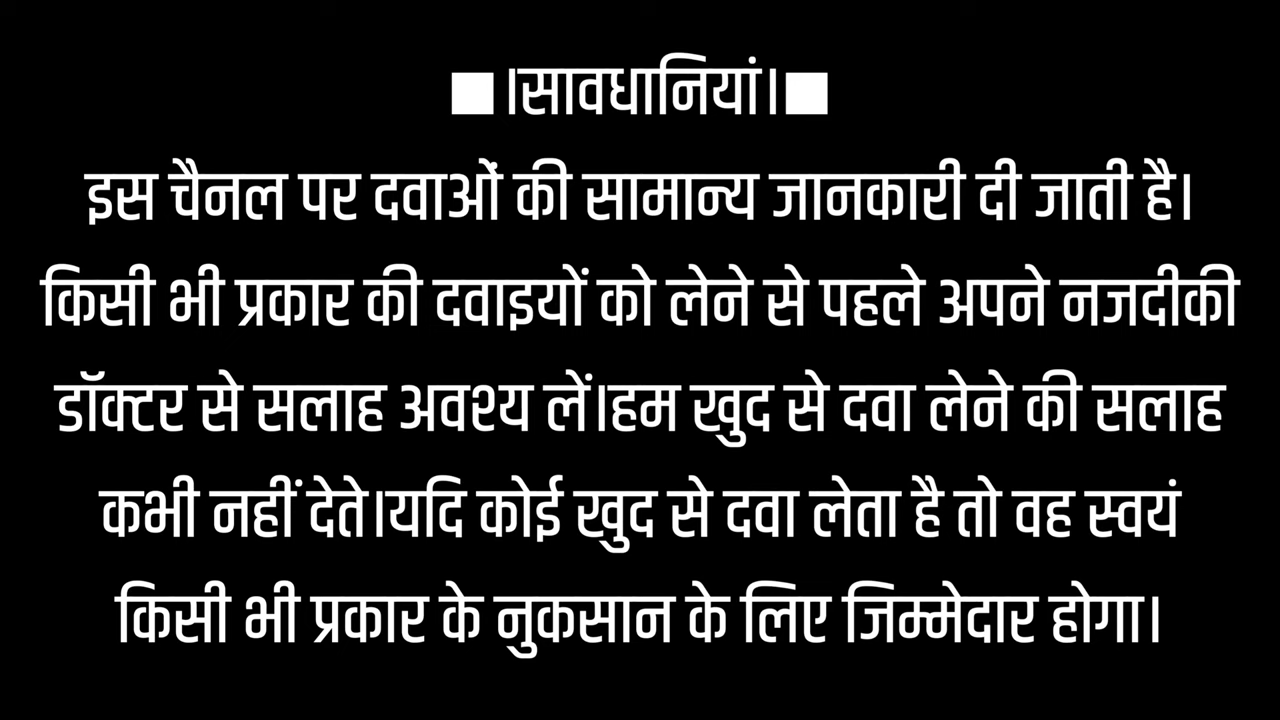 ■।सावधानियां।■
इस चैनल पर दवाओं की सामान्य जानकारी दी जाती है।
किसी भी प्रकार की दवाइयों को लेने से पहले अपने नजदीकी
डॉक्टर से सलाह अवश्य लें।हम खुद से दवा लेने की सलाह
कभी नहीं देते।यदि कोई खुद से दवा लेता है तो वह स्वयं
किसी भी प्रकार के नुकसान के लिए जिम्मेदार होगा।